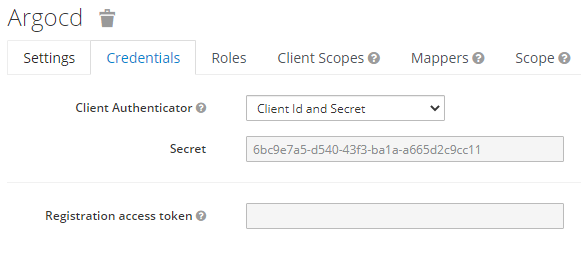 Argocd
Settings Credentials Roles Client Scopes Mappers Scope
Client Authenticator Client Id and Secret
Secret 6bc9e7a5-d540-43f3-ba1a-a665d2c9cc11
Registration access token